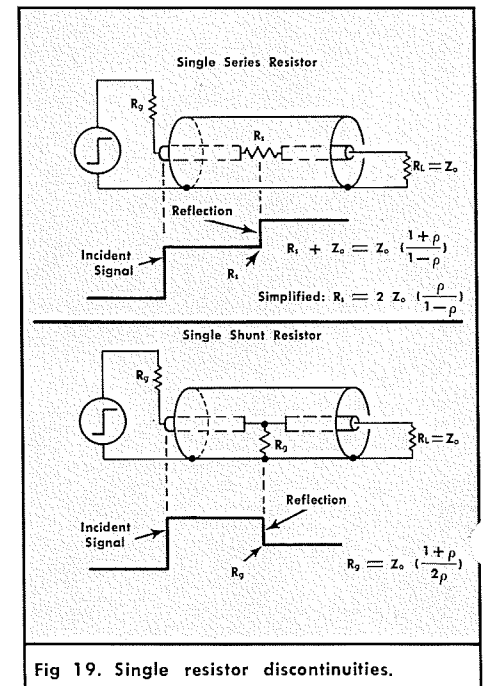 Single Series Resistor
Rg
Rs
RL = Zo
Reflection
Incident
Signal
Rs
Rs + Zo = Zo (1+ρ/1−ρ)
Simplified: Rs = 2 Zo (ρ/1−ρ)
Single Shunt Resistor
Rg
Rg
RL = Zo
Incident
Signal
Reflection
Rg
Rg = Zo (1+ρ/2ρ)
Fig 19. Single resistor discontinuities.